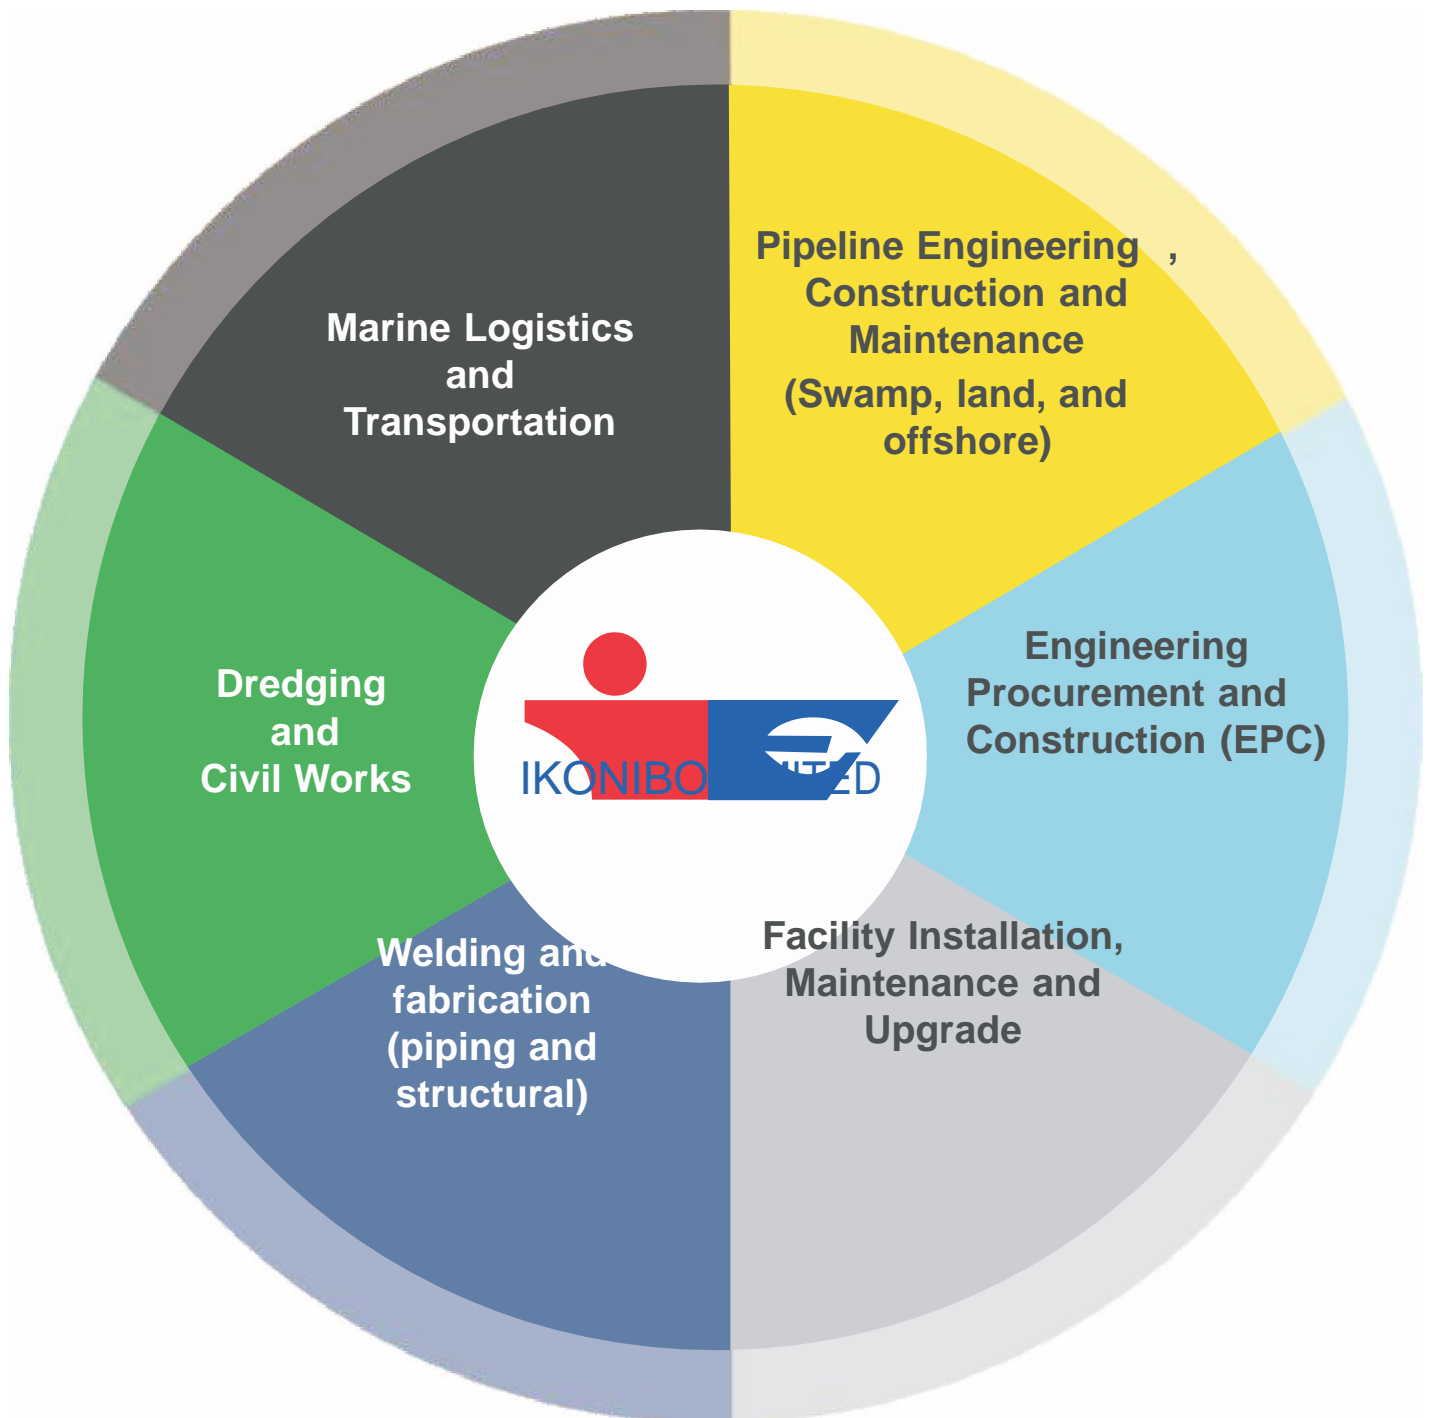 Pipeline Engineering ,
Construction and
Maintenance
(Swamp, land, and
offshore)
Engineering
Procurement and
Construction (EPC)
Facility Installation,
Maintenance and
Upgrade
Welding and
fabrication
(piping and
structural)
Dredging
and
Civil Works
Marine Logistics
and
Transportation
IKONIBO